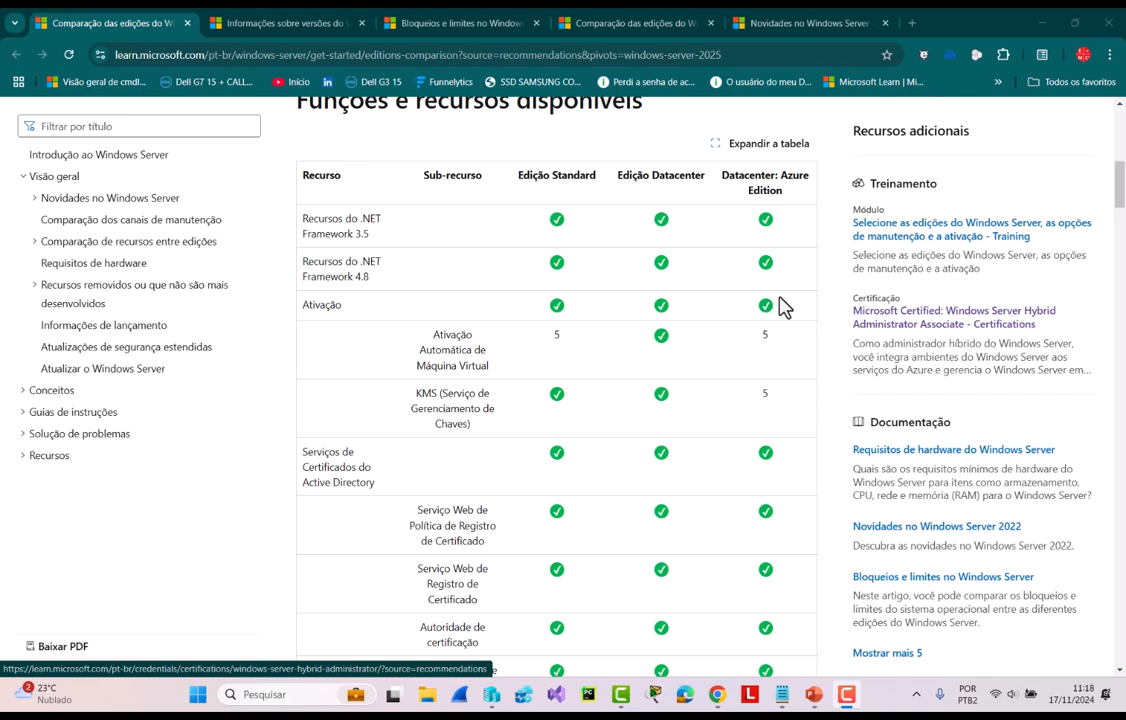 Comparação das edições do Wi
Informações sobre versões do
Bloqueios e limites no Window
Comparação das edições do Wi
Novidades no Windows Server
learn.microsoft.com/pt-br/windows-server/get-started/editions-comparison?source=recommendations&pivots=windows-server-2025
Visão geral de cmdl...
Dell G7 15 + CALL...
Início
Dell G3 15
Funnelytics
SSD SAMSUNG CO...
Perdi a senha de ac...
O usuário do meu D...
Microsoft Learn | Mi...
»
Todos os favoritos
Filtrar por título
Introdução ao Windows Server
Visão geral
Novidades no Windows Server
Comparação dos canais de manutenção
Comparação de recursos entre edições
Requisitos de hardware
Recursos removidos ou que não são mais
desenvolvidos
Informações de lançamento
Atualizações de segurança estendidas
Atualizar o Windows Server
Conceitos
Guias de instruções
Solução de problemas
Recursos
Baixar PDF
Funções e recursos disponíveis
Expandir a tabela
Recurso Sub-recurso Edição Standard Edição Datacenter Datacenter: Azure
Edition
Recursos do .NET
Framework 3.5
Recursos do .NET
Framework 4.8
Ativação
Ativação 5 5
Automática de
Máquina Virtual
KMS (Serviço de 5
Gerenciamento de
Chaves)
Serviços de
Certificados do
Active Directory
Serviço Web de
Política de Registro
de Certificado
Serviço Web de
Registro de
Certificado
Autoridade de
certificação
Recursos adicionais
Treinamento
Módulo
Selecione as edições do Windows Server, as opções
de manutenção e a ativação - Training
Selecione as edições do Windows Server, as opções
de manutenção e a ativação
Certificação
Microsoft Certified: Windows Server Hybrid
Administrator Associate - Certifications
Como administrador híbrido do Windows Server,
você integra ambientes do Windows Server aos
serviços do Azure e gerencia o Windows Server em...
Documentação
Requisitos de hardware do Windows Server
Quais são os requisitos mínimos de hardware do
Windows Server para itens como armazenamento,
CPU, rede e memória (RAM) para o Windows Server?
Novidades no Windows Server 2022
Descubra as novidades no Windows Server 2022.
Bloqueios e limites no Windows Server
Neste artigo, você pode comparar os bloqueios e
limites do sistema operacional entre as diferentes
edições do Windows Server.
Mostrar mais 5
https://learn.microsoft.com/pt-br/credentials/certifications/windows-server-hybrid-administrator/?source=recommendations
2
23°C
Nublado
Pesquisar
POR
PTB2
11:18
17/11/2024